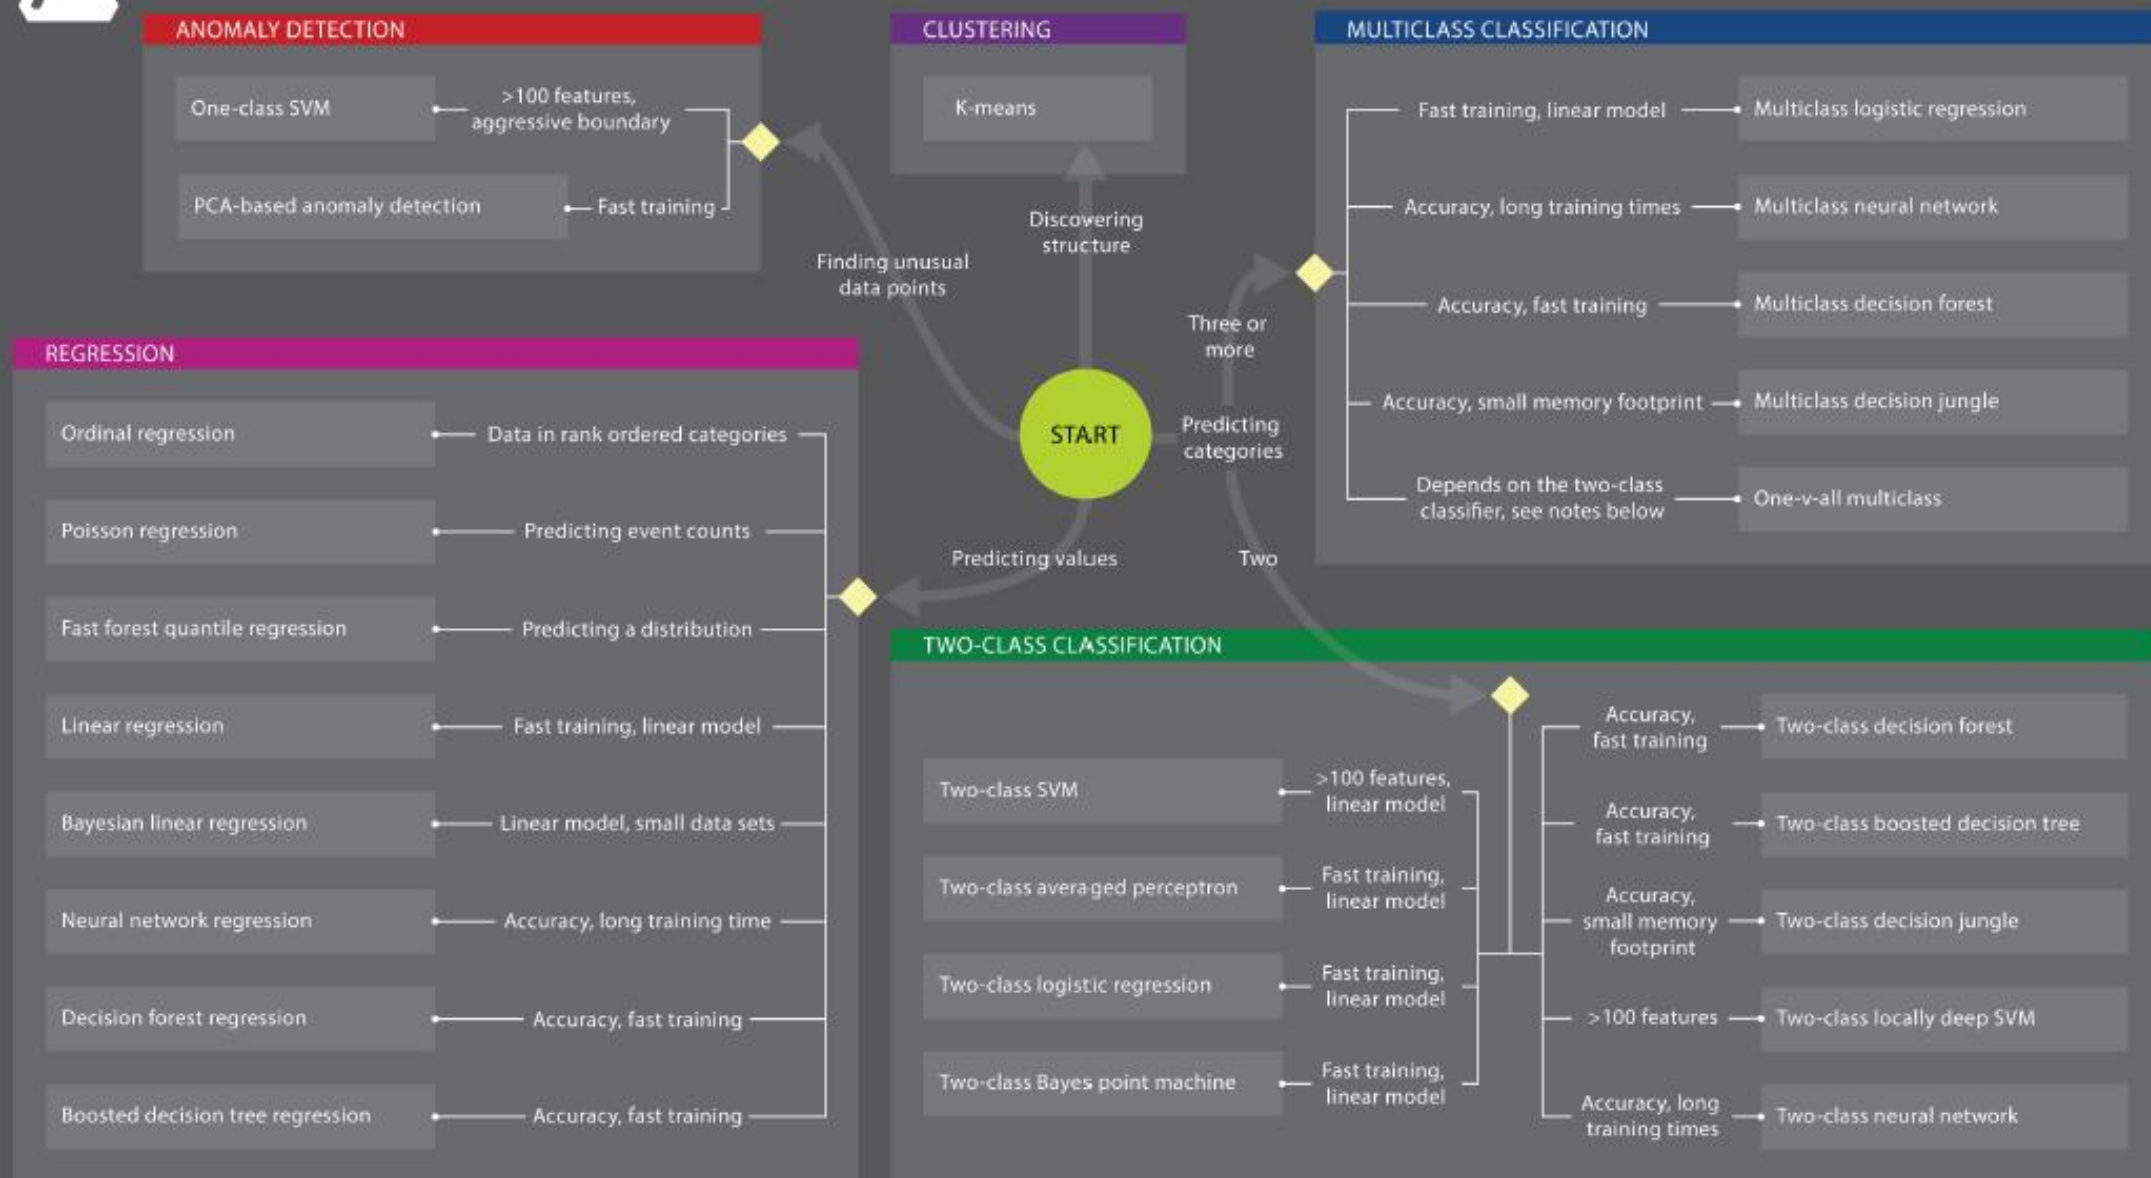 ANOMALY DETECTION
One-class SVM
>100 features,
aggressive boundary
PCA-based anomaly detection
Fast training
CLUSTERING
K-means
Discovering
structure
Finding unusual
data points
MULTICLASS CLASSIFICATION
Fast training, linear model
Multiclass logistic regression
Accuracy, long training times
Multiclass neural network
Accuracy, fast training
Multiclass decision forest
Accuracy, small memory footprint
Multiclass decision jungle
Depends on the two-class
classifier, see notes below
One-v-all multiclass
Three or
more
START
Predicting
categories
Predicting values
Two
REGRESSION
Ordinal regression
Data in rank ordered categories
Poisson regression
Predicting event counts
Fast forest quantile regression
Predicting a distribution
Linear regression
Fast training, linear model
Bayesian linear regression
Linear model, small data sets
Neural network regression
Accuracy, long training time
Decision forest regression
Accuracy, fast training
Boosted decision tree regression
Accuracy, fast training
TWO-CLASS CLASSIFICATION
Two-class SVM
>100 features,
linear model
Two-class averaged perceptron
Fast training,
linear model
Two-class logistic regression
Fast training,
linear model
Two-class Bayes point machine
Fast training,
linear model
Accuracy,
fast training
Two-class decision forest
Accuracy,
fast training
Two-class boosted decision tree
Accuracy,
small memory
footprint
Two-class decision jungle
>100 features
Two-class locally deep SVM
Accuracy, long
training times
Two-class neural network